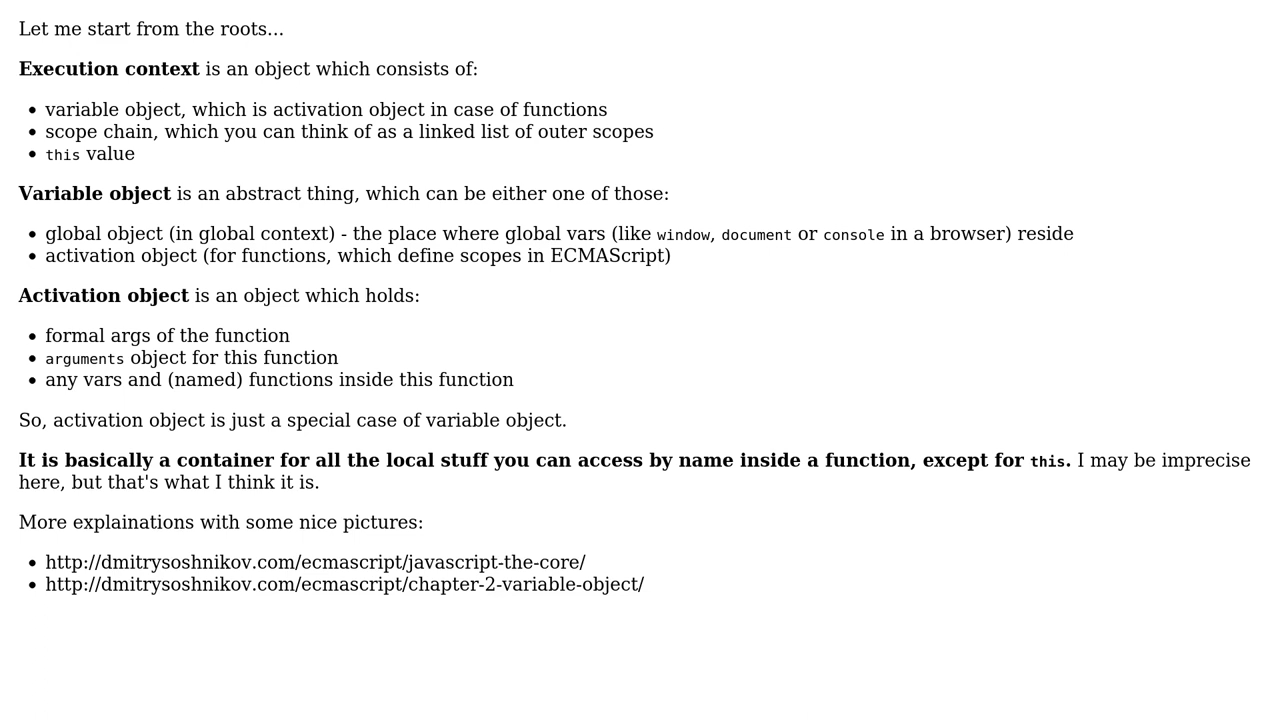 Let me start from the roots...
Execution context is an object which consists of:
• variable object, which is activation object in case of functions
• scope chain, which you can think of as a linked list of outer scopes
• this value
Variable object is an abstract thing, which can be either one of those:
• global object (in global context) - the place where global vars (like window, document or console in a browser) reside
• activation object (for functions, which define scopes in ECMAScript)
Activation object is an object which holds:
• formal args of the function
• arguments object for this function
• any vars and (named) functions inside this function
So, activation object is just a special case of variable object.
It is basically a container for all the local stuff you can access by name inside a function, except for this. I may be imprecise
here, but that's what I think it is.
More explainations with some nice pictures:
• http://dmitrysoshnikov.com/ecmascript/javascript-the-core/
• http://dmitrysoshnikov.com/ecmascript/chapter-2-variable-object/